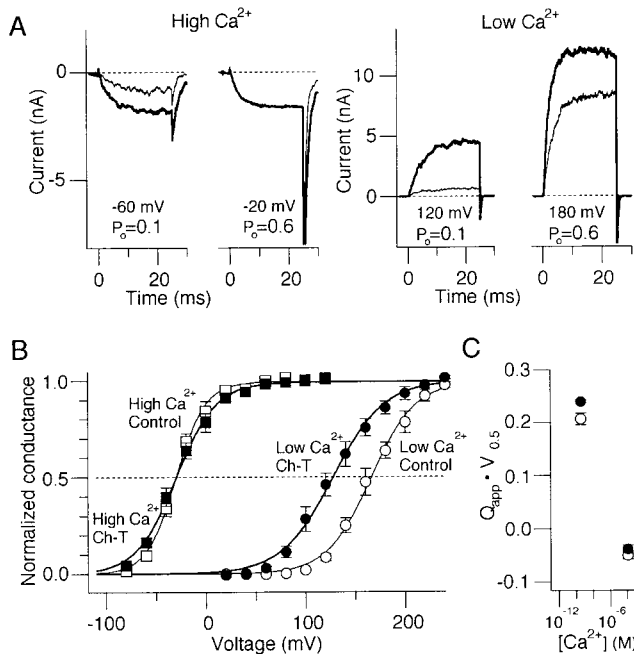 A
High Ca²⁺
Low Ca²⁺
Current (nA)
0
-5
-60 mV
Pₒ=0.1
-20 mV
Pₒ=0.6
0 20
0 20
Time (ms)
Current (nA)
10
5
0
120 mV
Pₒ=0.1
180 mV
Pₒ=0.6
0 20
0 20
Time (ms)
B
Normalized conductance
1.0
0.5
0.0
High Ca²⁺
Control
High Ca²⁺
Ch-T
Low Ca²⁺
Ch-T
Low Ca²⁺
Control
-100 0 100 200
Voltage (mV)
C
Qapp • V0.5
0.3
0.2
0.1
0.0
-0.1
10⁻¹² 10⁻⁶
[Ca²⁺] (M)